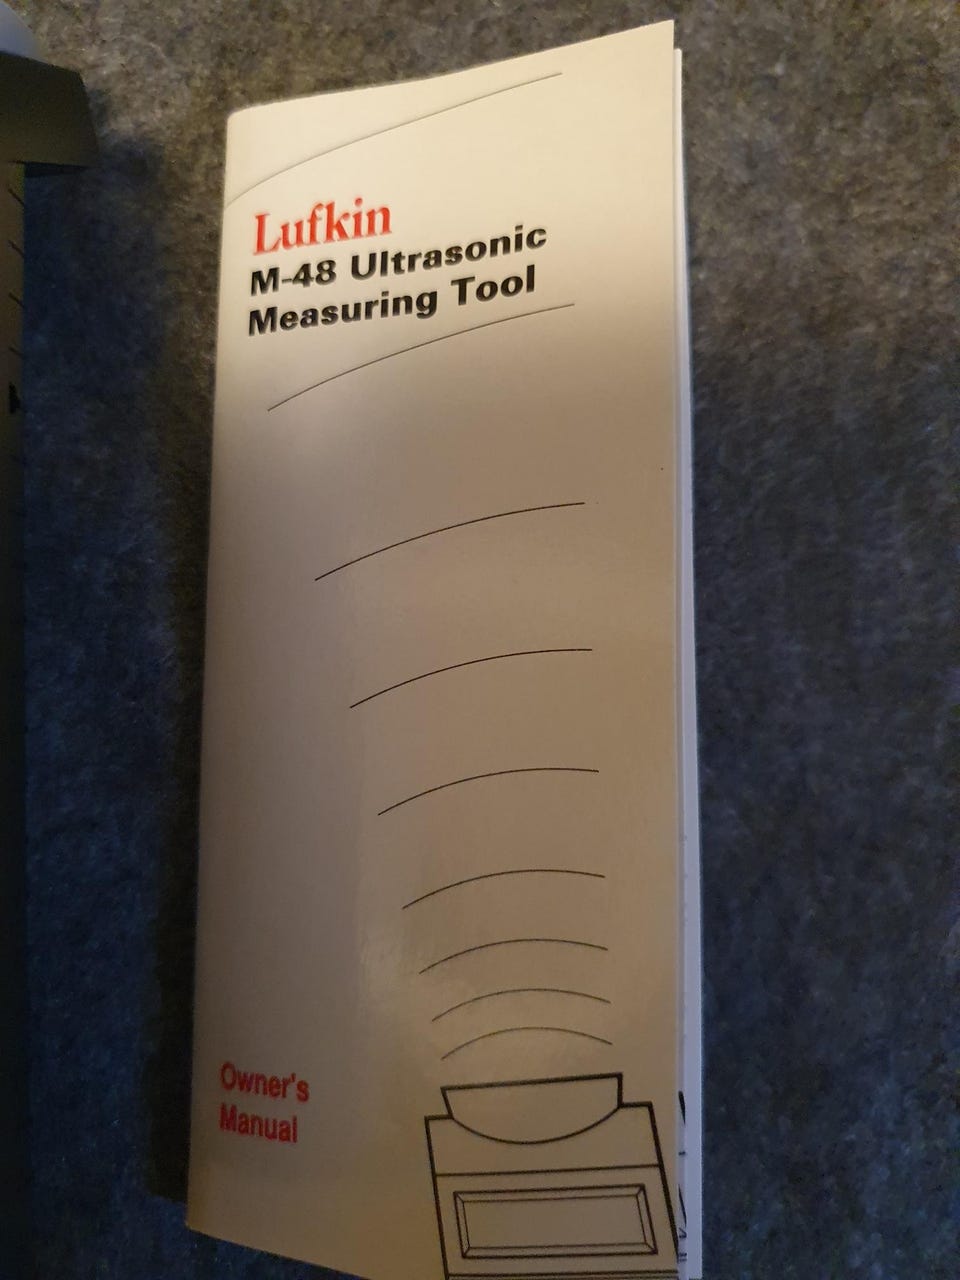 Lufkin
M-48 Ultrasonic
Measuring Tool
Owner's
Manual